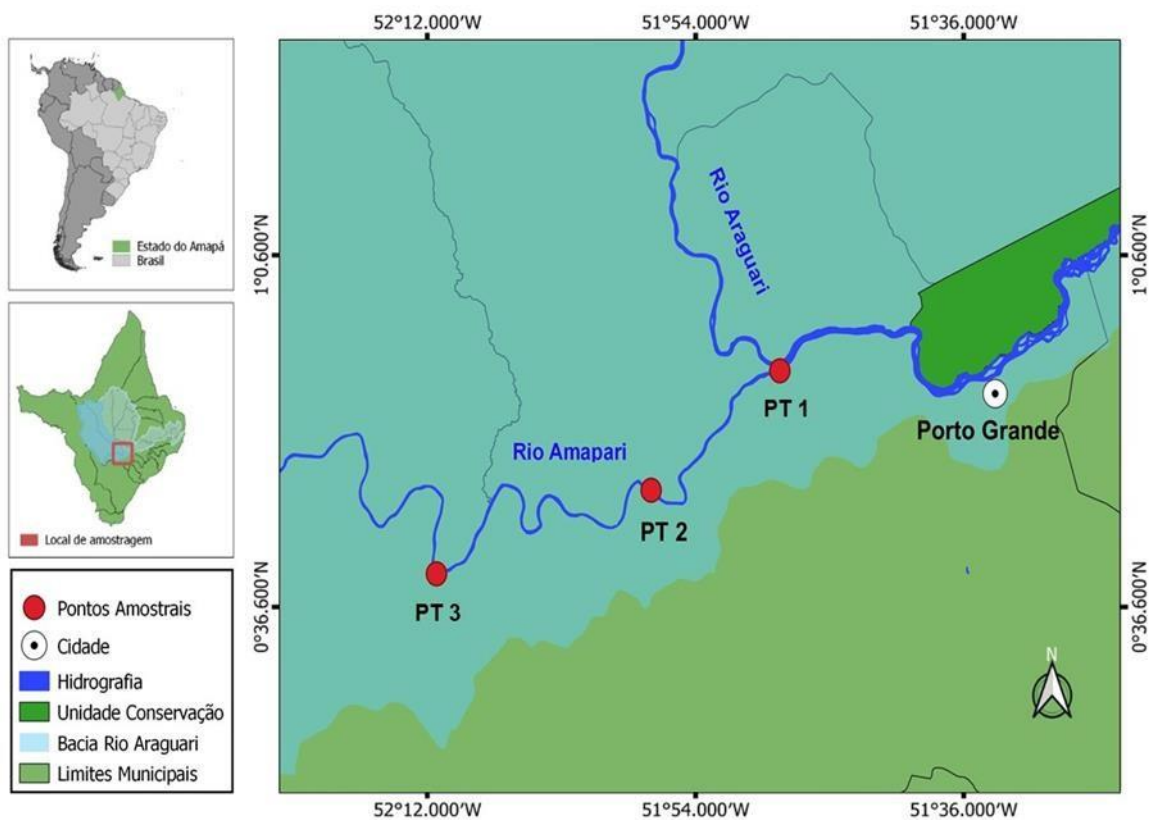 52°12.000'W
51°54.000'W
51°36.000'W
Estado do Amapá
Brasil
Local de amostragem
Pontos Amostrais
Cidade
Hidrografia
Unidade Conservação
Bacia Rio Araguari
Limites Municipais
1°0.600'N
0°36.600'N
Rio Araguari
PT 1
Porto Grande
Rio Amapari
PT 2
PT 3
N
1°0.600'N
0°36.600'N
52°12.000'W
51°54.000'W
51°36.000'W